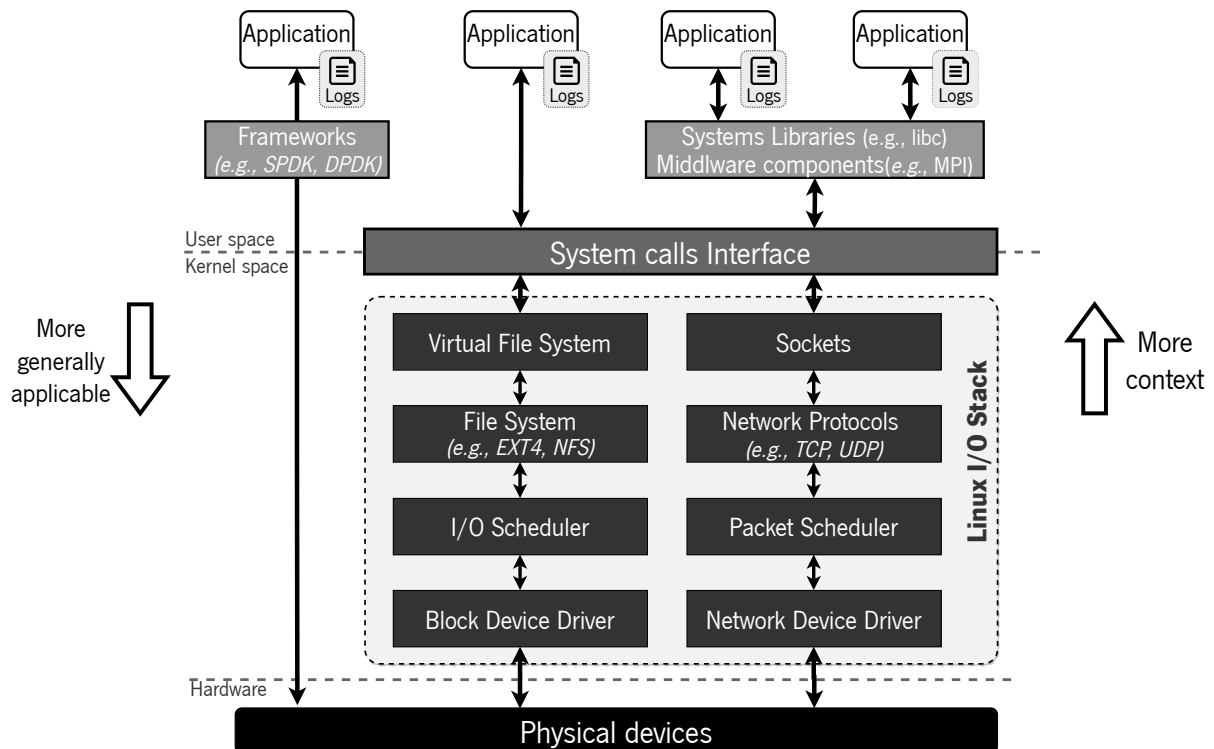 Application
Logs
Application
Logs
Application
Logs
Application
Logs
Frameworks
(e.g., SPDK, DPDK)
Systems Libraries (e.g., libc)
Middlware components(e.g., MPI)
User space
Kernel space
System calls Interface
More
generally
applicable
Virtual File System
Sockets
File System
(e.g., EXT4, NFS)
Network Protocols
(e.g., TCP, UDP)
I/O Scheduler
Packet Scheduler
Block Device Driver
Network Device Driver
Linux I/O Stack
More
context
Hardware
Physical devices